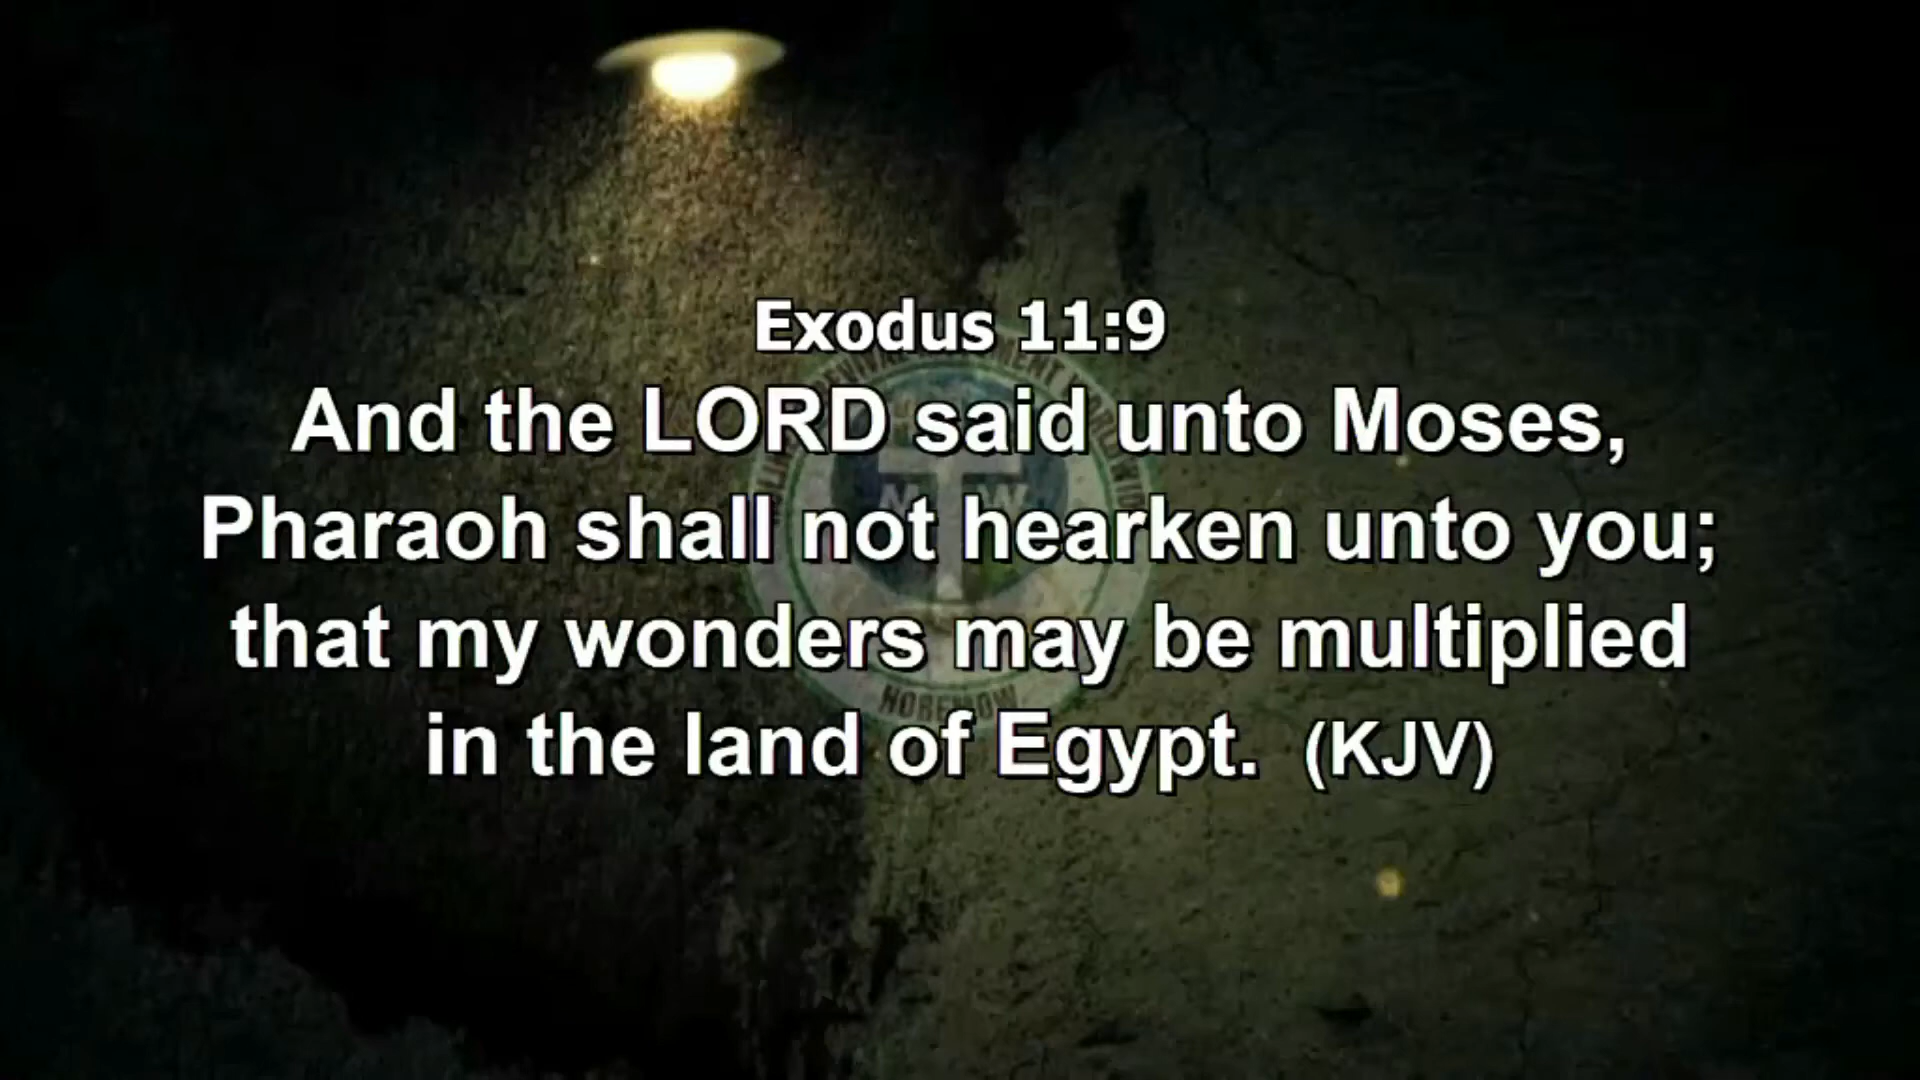 Exodus 11:9
And the LORD said unto Moses,
Pharaoh shall not hearken unto you;
that my wonders may be multiplied
in the land of Egypt. (KJV)